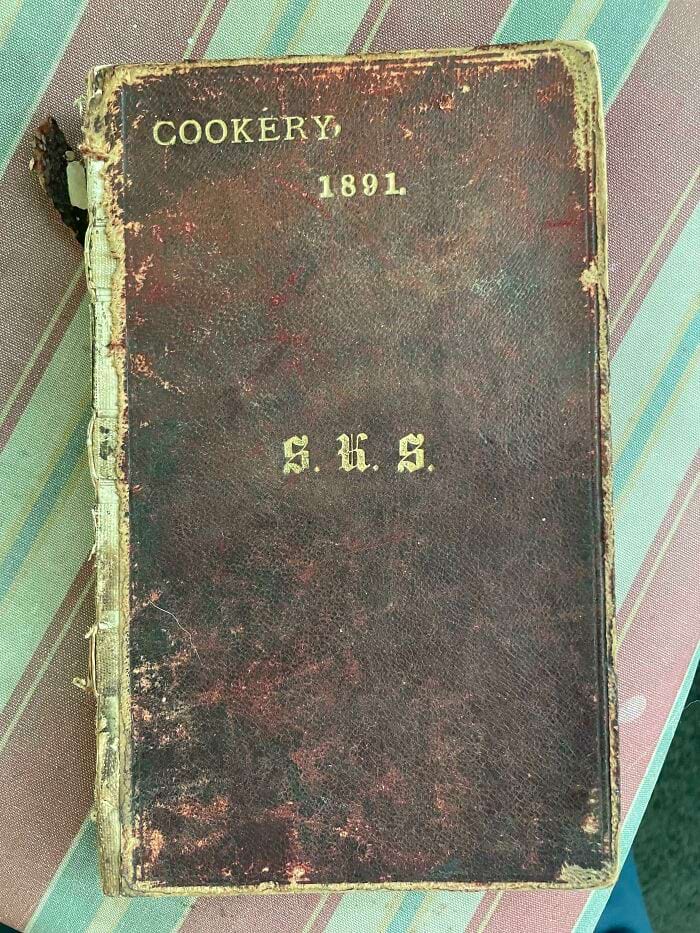 COOKERY,
1891.
S. K. S.